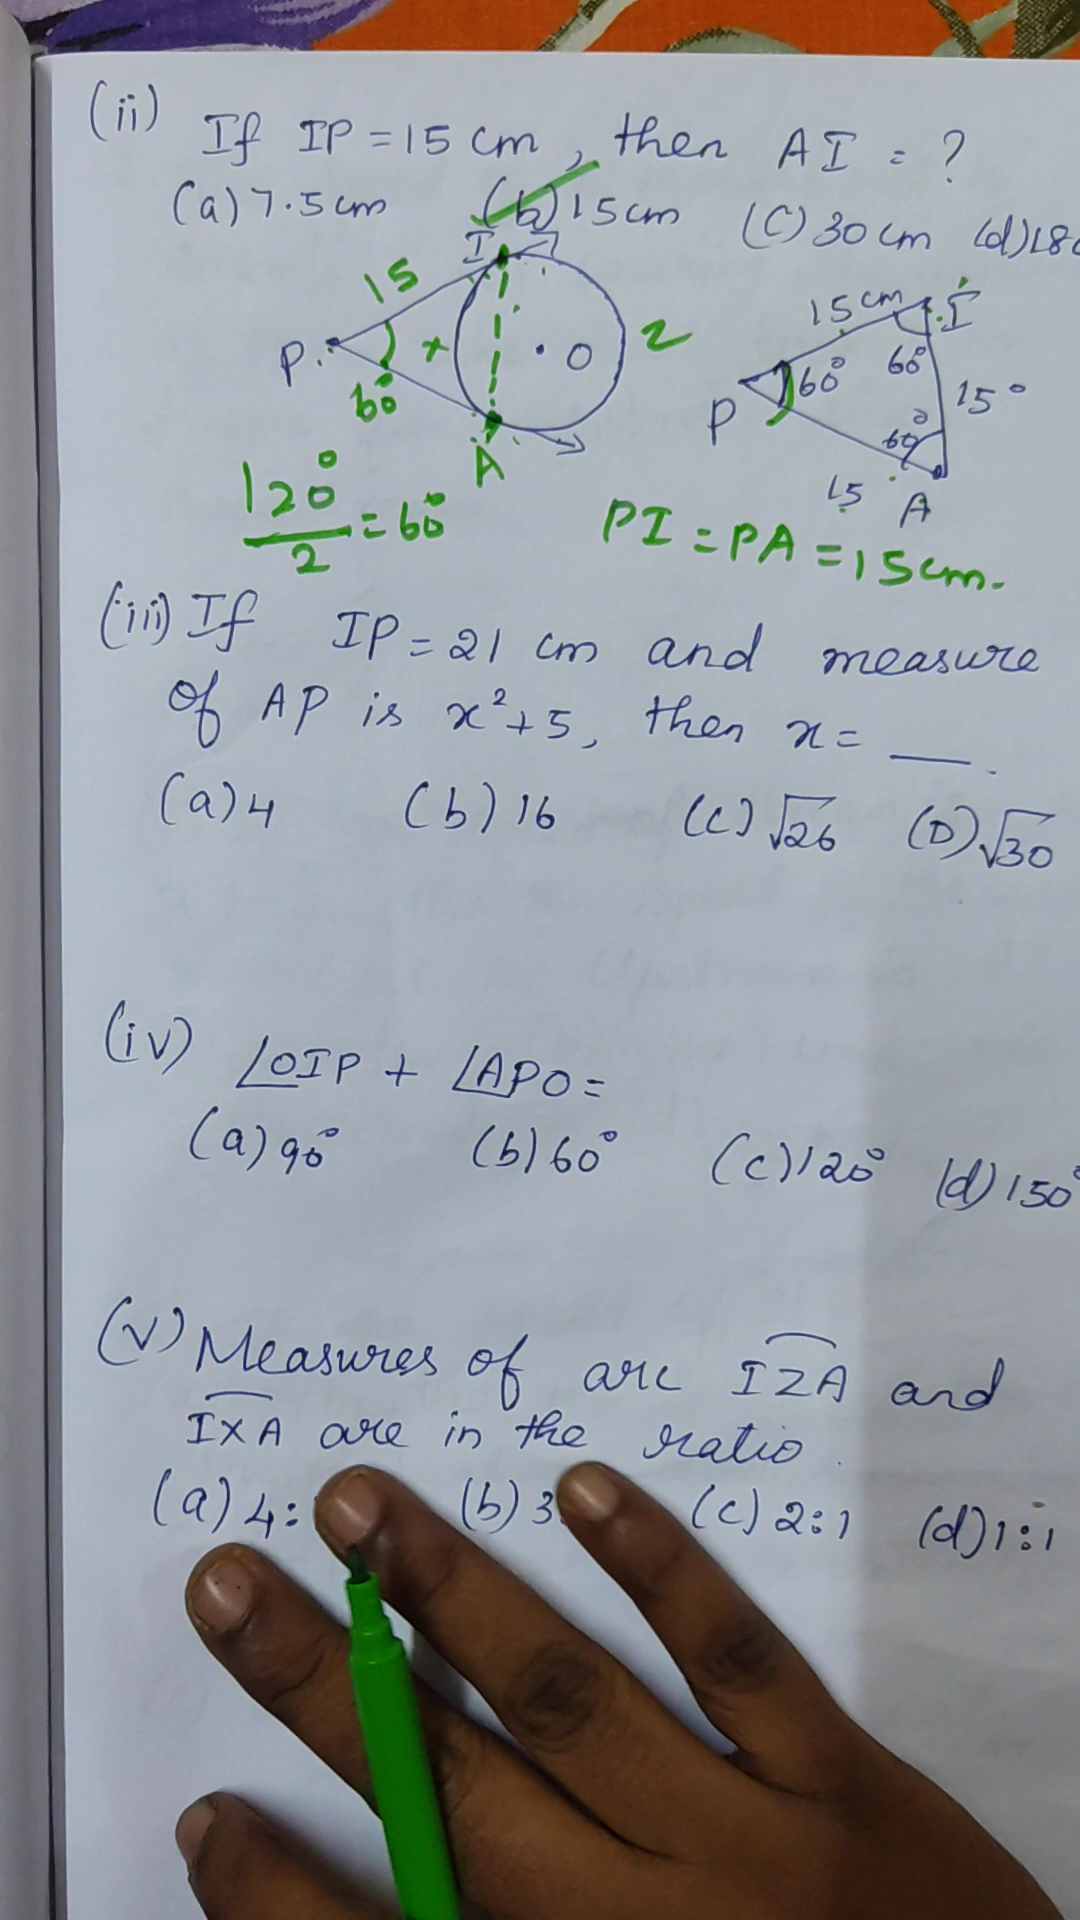 (ii) If IP = 15 cm, then AI = ?
(a) 7.5 cm (b) 15 cm (c) 30 cm (d) 18
I
15
P
x
60°
O
Z
A
15 cm I
60° 60°
P
15°
60°
15 A
120°/2 = 60°
PI = PA = 15 cm.
(iii) If IP = 21 cm and measure
of AP is x² + 5, then x = __.
(a) 4 (b) 16 (c) √26 (D) √30
(iv) ∠OIP + ∠APO =
(a) 90° (b) 60° (c) 120° (d) 150°
(v) Measures of arc IZA and
IXA are in the ratio.
(a) 4: (b) 3 (c) 2:1 (d) 1:1